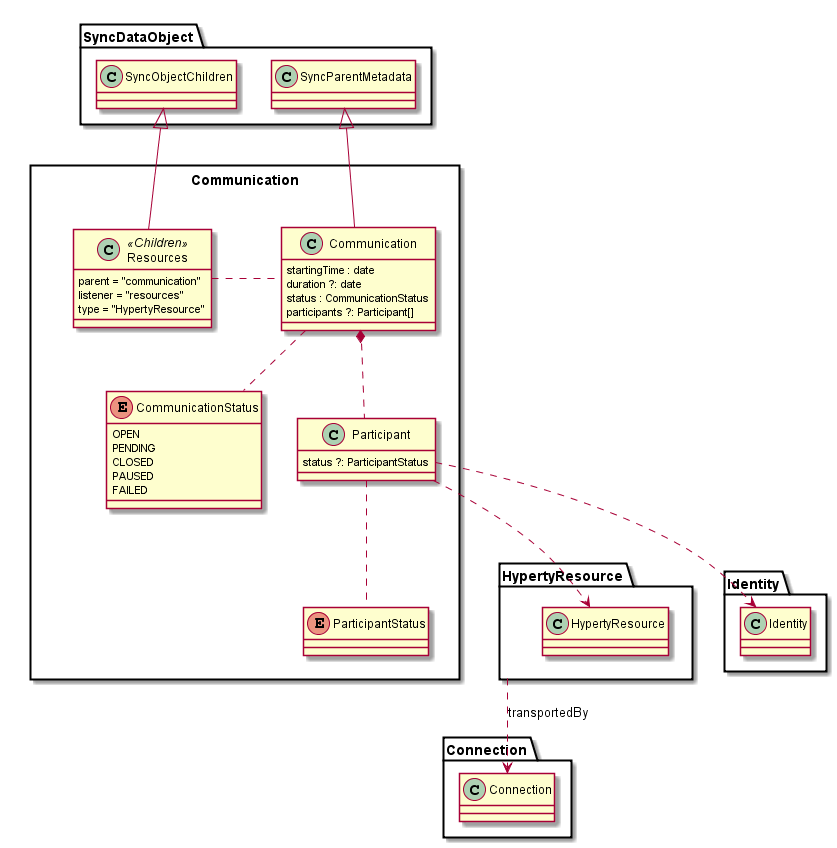 SyncDataObject
C SyncObjectChildren
C SyncParentMetadata
Communication
C «Children»
Resources
parent = "communication"
listener = "resources"
type = "HypertyResource"
C Communication
startingTime : date
duration ?: date
status : CommunicationStatus
participants ?: Participant[]
E CommunicationStatus
OPEN
PENDING
CLOSED
PAUSED
FAILED
C Participant
status ?: ParticipantStatus
E ParticipantStatus
HypertyResource
C HypertyResource
Identity
C Identity
transportedBy
Connection
C Connection